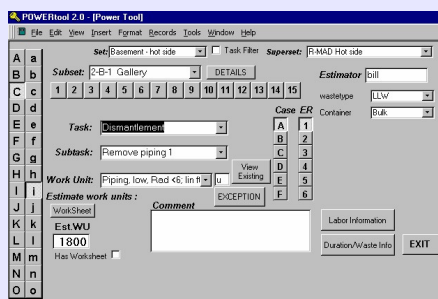 POWERtool 2.0 - [Power Tool]
File Edit View Insert Format Records Tools Window Help
Set: Basement - hot side Task Filter Superset: R-MAD Hot side
Subset: 2-B-1 Gallery DETAILS Estimator bill
1 2 3 4 5 6 7 8 9 10 11 12 13 14 15
wastetype LLW
Container Bulk
Case ER
Task: Dismantlement
Subtask: Remove piping 1
Work Unit: Piping, low, Rad <6; lin ft u View Existing
EXCEPTION
Estimate work units :
WorkSheet
Comment
Est.WU
1800
Has Worksheet
Labor Information
Duration/Waste Info EXIT
A a
B b
C c
D d
E e
F f
G g
H h
I i
J j
K k
L l
M m
N n
O o
A 1
B 2
C 3
D 4
E 5
F 6